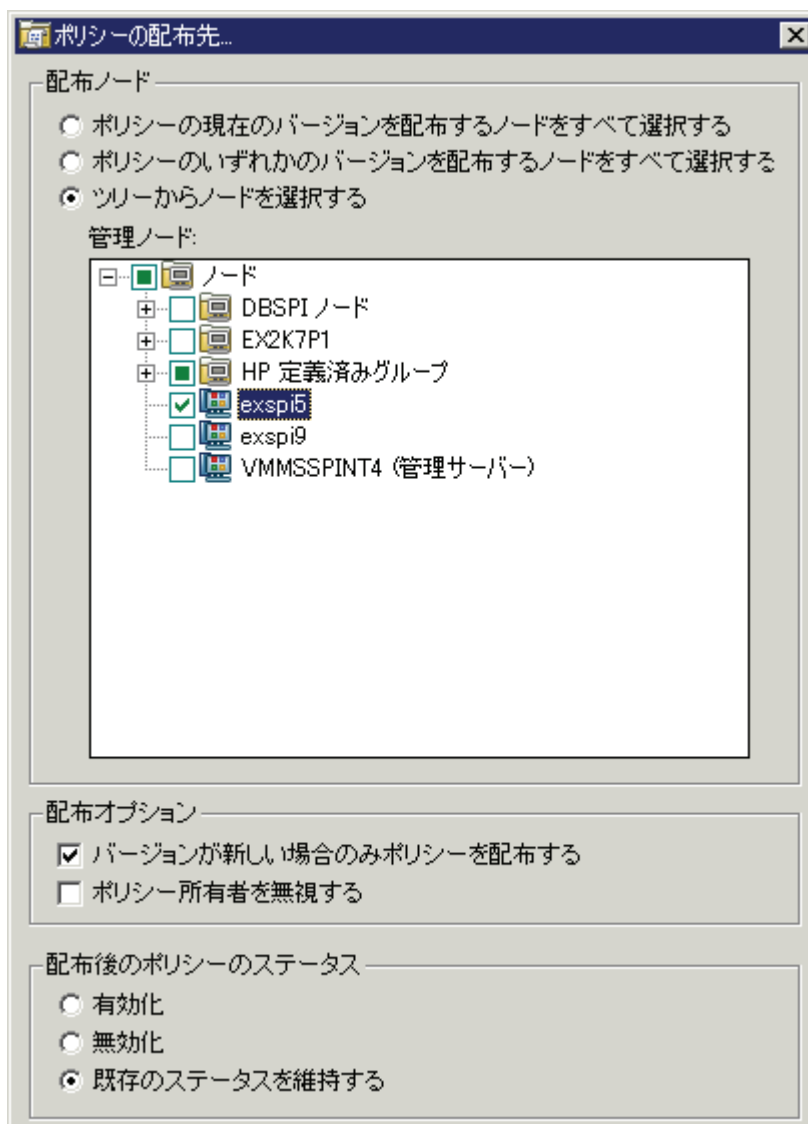 ポリシーの配布先...
配布ノード
ポリシーの現在のバージョンを配布するノードをすべて選択する
ポリシーのいずれかのバージョンを配布するノードをすべて選択する
ツリーからノードを選択する
管理ノード:
ノード
DBSPI ノード
EX2K7P1
HP 定義済みグループ
exspi5
exspi9
VMMSSPINT4 (管理サーバー)
配布オプション
バージョンが新しい場合のみポリシーを配布する
ポリシー所有者を無視する
配布後のポリシーのステータス
有効化
無効化
既存のステータスを維持する